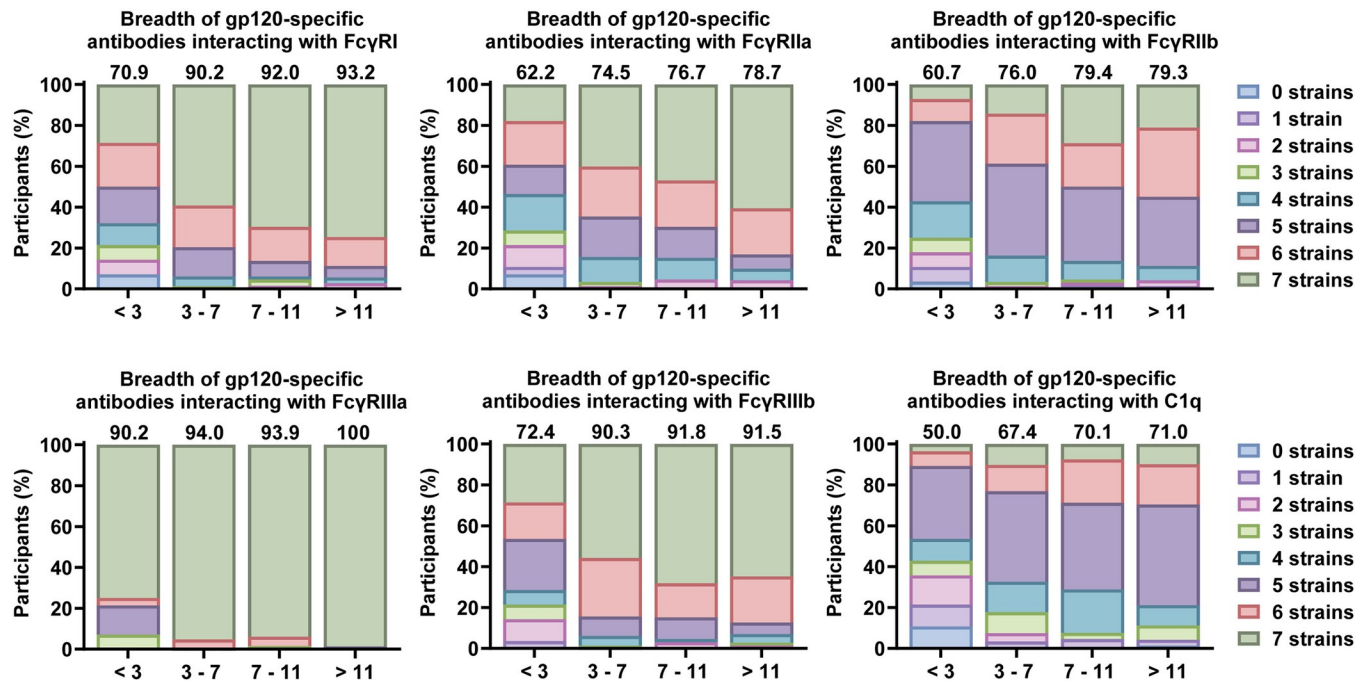 Breadth of gp120-specific
antibodies interacting with FcγRI
70.9 90.2 92.0 93.2
Participants (%)
100
80
60
40
20
0
< 3 3 - 7 7 - 11 > 11
Breadth of gp120-specific
antibodies interacting with FcγRIIa
62.2 74.5 76.7 78.7
Participants (%)
100
80
60
40
20
0
< 3 3 - 7 7 - 11 > 11
Breadth of gp120-specific
antibodies interacting with FcγRIIb
60.7 76.0 79.4 79.3
Participants (%)
100
80
60
40
20
0
< 3 3 - 7 7 - 11 > 11
0 strains
1 strain
2 strains
3 strains
4 strains
5 strains
6 strains
7 strains
Breadth of gp120-specific
antibodies interacting with FcγRIIIa
90.2 94.0 93.9 100
Participants (%)
100
80
60
40
20
0
< 3 3 - 7 7 - 11 > 11
Breadth of gp120-specific
antibodies interacting with FcγRIIIb
72.4 90.3 91.8 91.5
Participants (%)
100
80
60
40
20
0
< 3 3 - 7 7 - 11 > 11
Breadth of gp120-specific
antibodies interacting with C1q
50.0 67.4 70.1 71.0
Participants (%)
100
80
60
40
20
0
< 3 3 - 7 7 - 11 > 11
0 strains
1 strain
2 strains
3 strains
4 strains
5 strains
6 strains
7 strains